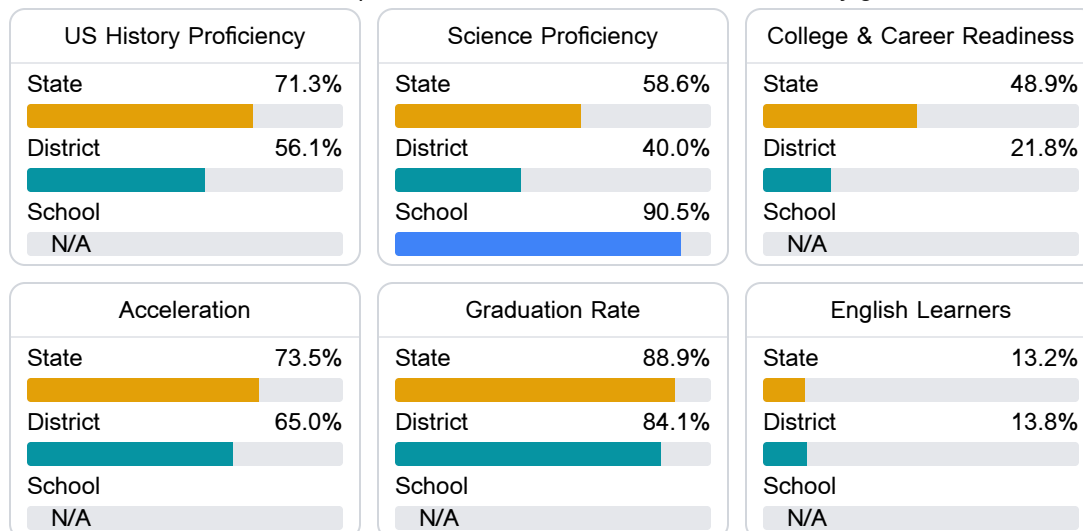 US History Proficiency
State 71.3%
District 56.1%
School
N/A
Science Proficiency
State 58.6%
District 40.0%
School 90.5%
College & Career Readiness
State 48.9%
District 21.8%
School
N/A
Acceleration
State 73.5%
District 65.0%
School
N/A
Graduation Rate
State 88.9%
District 84.1%
School
N/A
English Learners
State 13.2%
District 13.8%
School
N/A